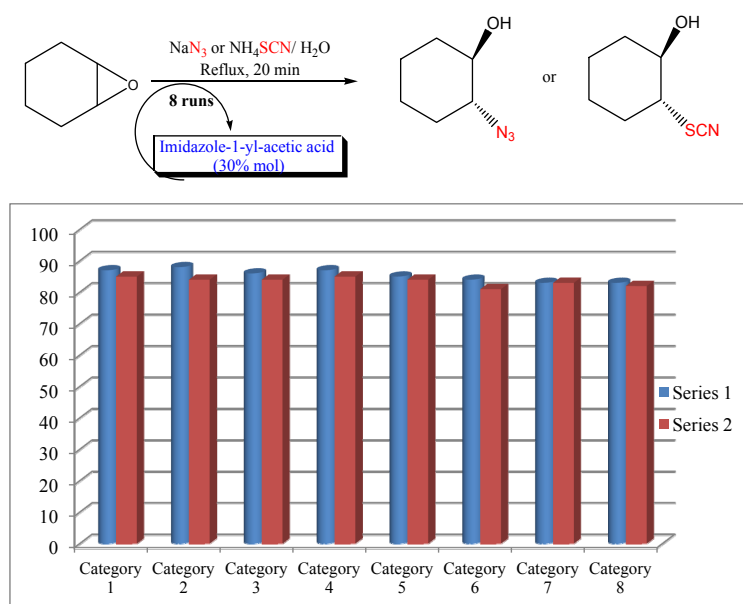 NaN₃ or NH₄SCN/ H₂O
Reflux, 20 min
8 runs
Imidazole-1-yl-acetic acid
(30% mol)
O
OH
N₃
or
OH
SCN
100
90
80
70
60
50
40
30
20
10
0
Category 1
Category 2
Category 3
Category 4
Category 5
Category 6
Category 7
Category 8
Series 1
Series 2